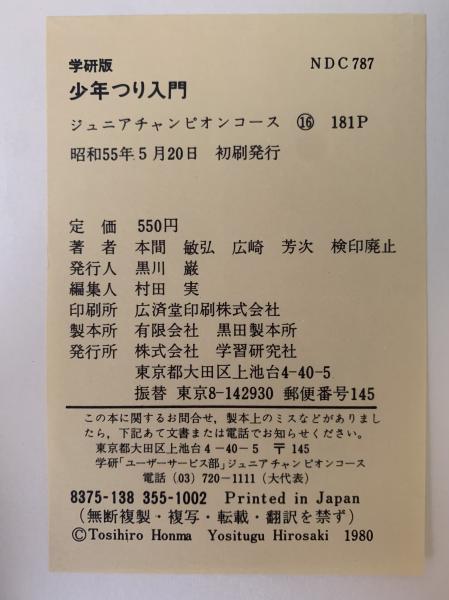 学研版 NDC787
少年つり入門
ジュニアチャンピオンコース ⑯ 181P
昭和55年5月20日 初刷発行
定価 550円
著者 本間 敏弘 広崎 芳次 検印廃止
発行人 黒川 巌
編集人 村田 実
印刷所 広済堂印刷株式会社
製本所 有限会社 黒田製本所
発行所 株式会社 学習研究社
東京都大田区上池台4-40-5
振替 東京8-142930 郵便番号145
この本に関するお問合せ，製本上のミスなどがありまし
たら，下記あて文書または電話でお知らせください。
東京都大田区上池台4-40-5 〒145
学研「ユーザーサービス部」ジュニアチャンピオンコース
電話（03）720-1111（大代表）
8375-138 355-1002 Printed in Japan
（無断複製・複写・転載・翻訳を禁ず）
©Tosihiro Honma Yositugu Hirosaki 1980